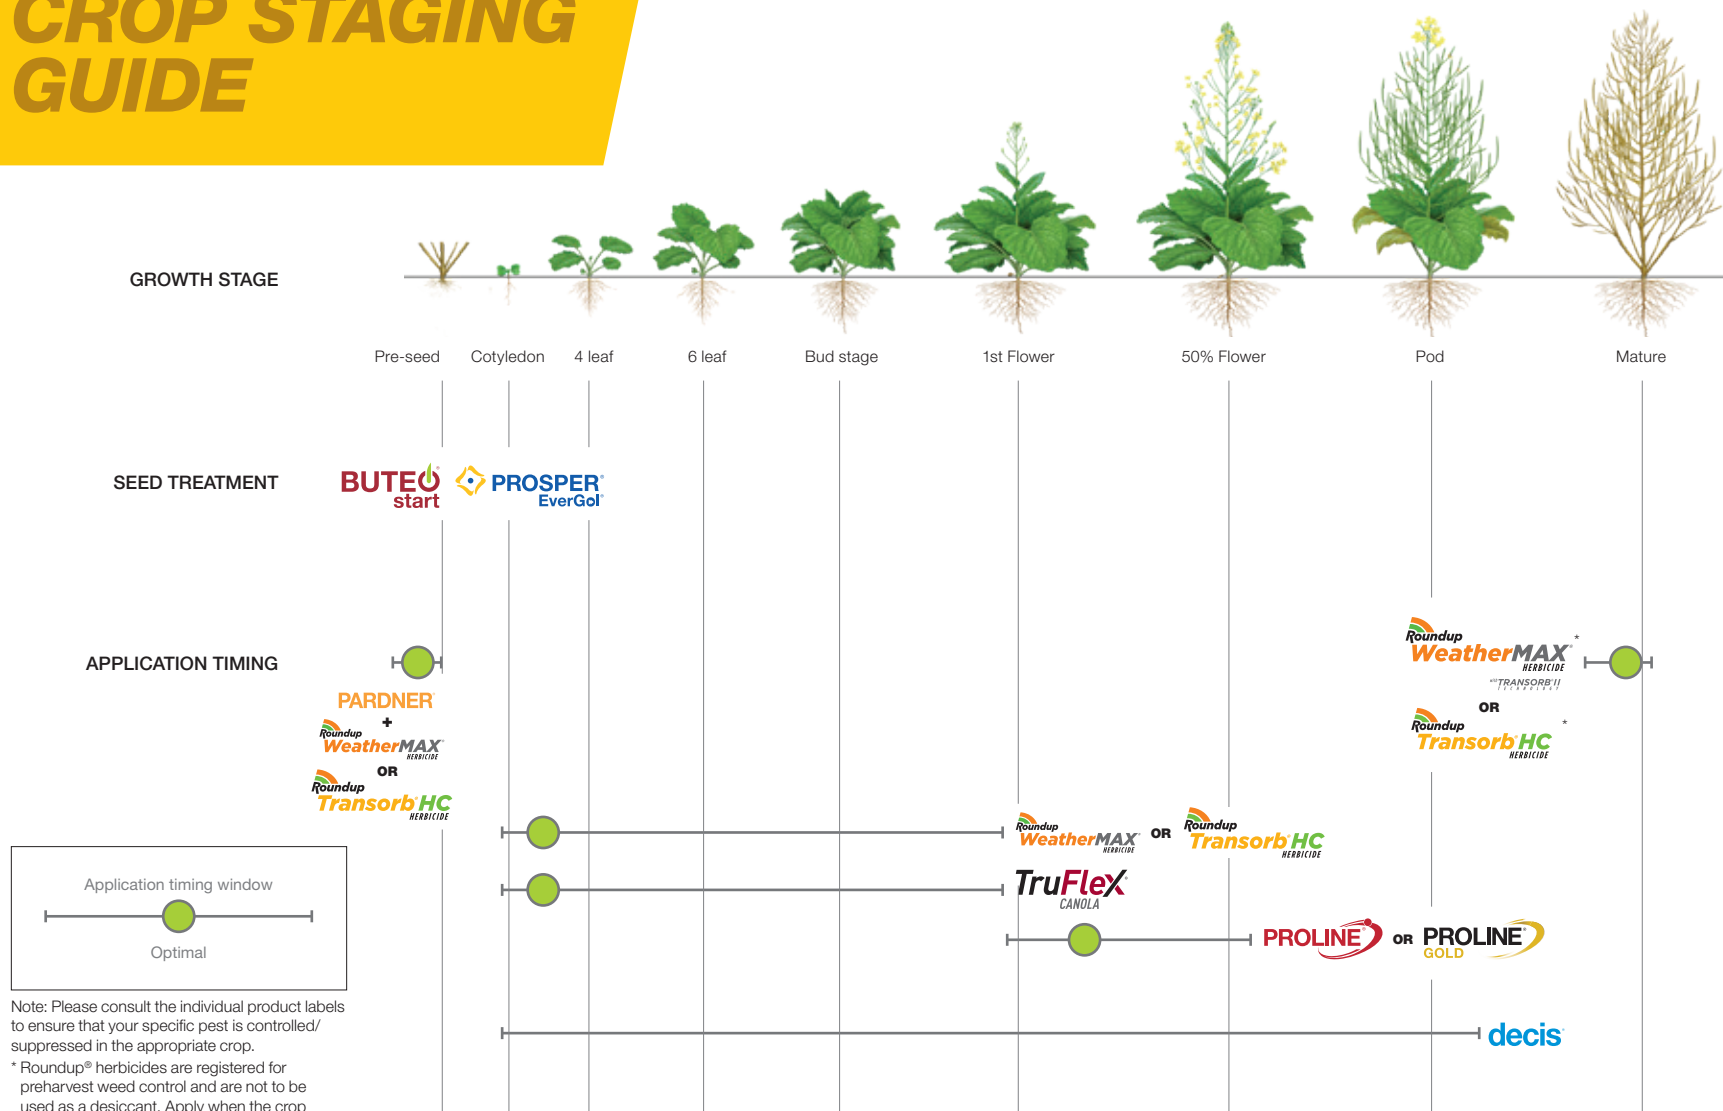 CROP STAGING
GUIDE
GROWTH STAGE
Pre-seed
Cotyledon
4 leaf
6 leaf
Bud stage
1st Flower
50% Flower
Pod
Mature
SEED TREATMENT
BUTEO®
start
PROSPER®
EverGol®
APPLICATION TIMING
PARDNER®
+
Roundup
WeatherMAX®
HERBICIDE
OR
Roundup
Transorb® HC
HERBICIDE
Roundup
WeatherMAX® *
HERBICIDE
with TRANSORB® II
TECHNOLOGY
OR
Roundup *
Transorb® HC
HERBICIDE
Roundup
WeatherMAX®
HERBICIDE
OR
Roundup
Transorb® HC
HERBICIDE
TruFlex®
CANOLA
PROLINE®
OR
PROLINE®
GOLD
decis®
Application timing window
Optimal
Note: Please consult the individual product labels
to ensure that your specific pest is controlled/
suppressed in the appropriate crop.
* Roundup® herbicides are registered for
preharvest weed control and are not to be
used as a desiccant. Apply when the crop